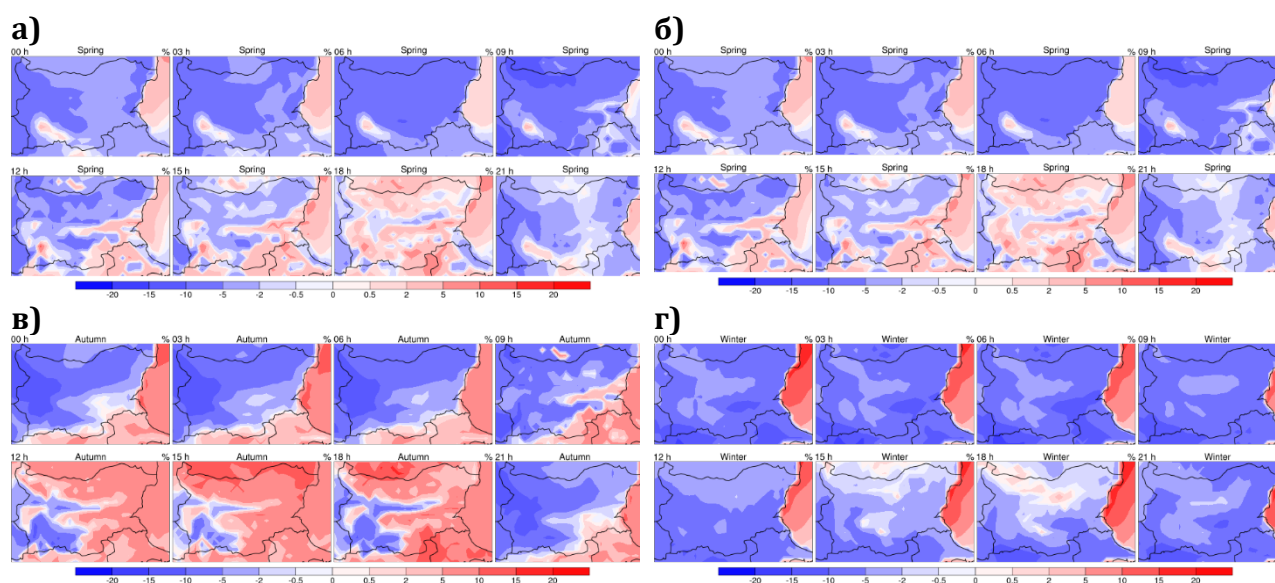 а)
00 h Spring % 03 h Spring % 06 h Spring % 09 h Spring
12 h Spring % 15 h Spring % 18 h Spring % 21 h Spring
-20 -15 -10 -5 -2 -0.5 0 0.5 2 5 10 15 20
б)
00 h Spring % 03 h Spring % 06 h Spring % 09 h Spring
12 h Spring % 15 h Spring % 18 h Spring % 21 h Spring
-20 -15 -10 -5 -2 -0.5 0 0.5 2 5 10 15 20
в)
00 h Autumn % 03 h Autumn % 06 h Autumn % 09 h Autumn
12 h Autumn % 15 h Autumn % 18 h Autumn % 21 h Autumn
-20 -15 -10 -5 -2 -0.5 0 0.5 2 5 10 15 20
г)
00 h Winter % 03 h Winter % 06 h Winter % 09 h Winter
12 h Winter % 15 h Winter % 18 h Winter % 21 h Winter
-20 -15 -10 -5 -2 -0.5 0 0.5 2 5 10 15 20